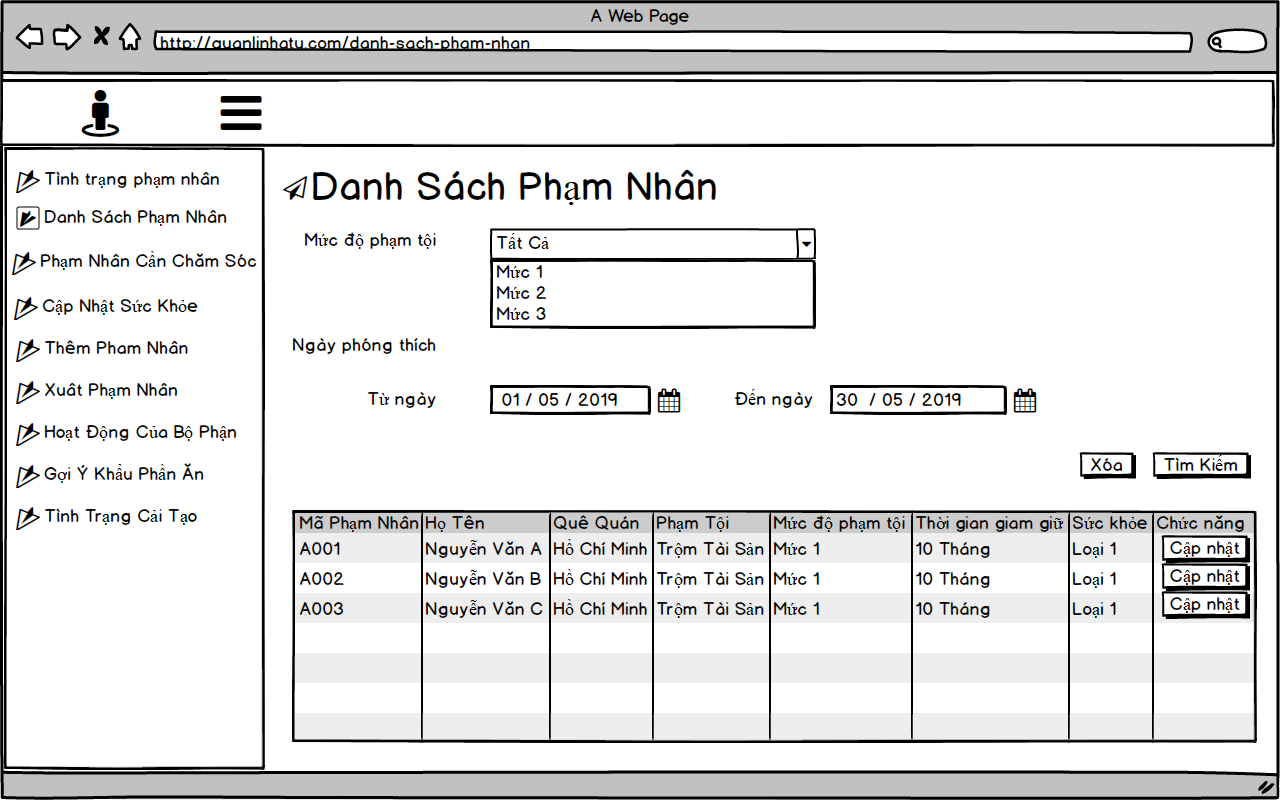 A Web Page
http://quanlinhatu.com/danh-sach-pham-nhan
Tình trạng phạm nhân
Danh Sách Phạm Nhân
Phạm Nhân Cần Chăm Sóc
Cập Nhật Sức Khỏe
Thêm Pham Nhân
Xuât Phạm Nhân
Hoạt Động Của Bộ Phận
Gợi Ý Khẩu Phần Ăn
Tình Trạng Cải Tạo
Danh Sách Phạm Nhân
Mức độ phạm tội
Tất Cả
Mức 1
Mức 2
Mức 3
Ngày phóng thích
Từ ngày 01 / 05 / 2019 Đến ngày 30 / 05 / 2019
Xóa Tìm Kiếm
Mã Phạm Nhân Họ Tên Quê Quán Phạm Tội Mức độ phạm tội Thời gian giam giữ Sức khỏe Chức năng
A001 Nguyễn Văn A Hồ Chí Minh Trộm Tài Sản Mức 1 10 Tháng Loại 1 Cập nhật
A002 Nguyễn Văn B Hồ Chí Minh Trộm Tài Sản Mức 1 10 Tháng Loại 1 Cập nhật
A003 Nguyễn Văn C Hồ Chí Minh Trộm Tài Sản Mức 1 10 Tháng Loại 1 Cập nhật